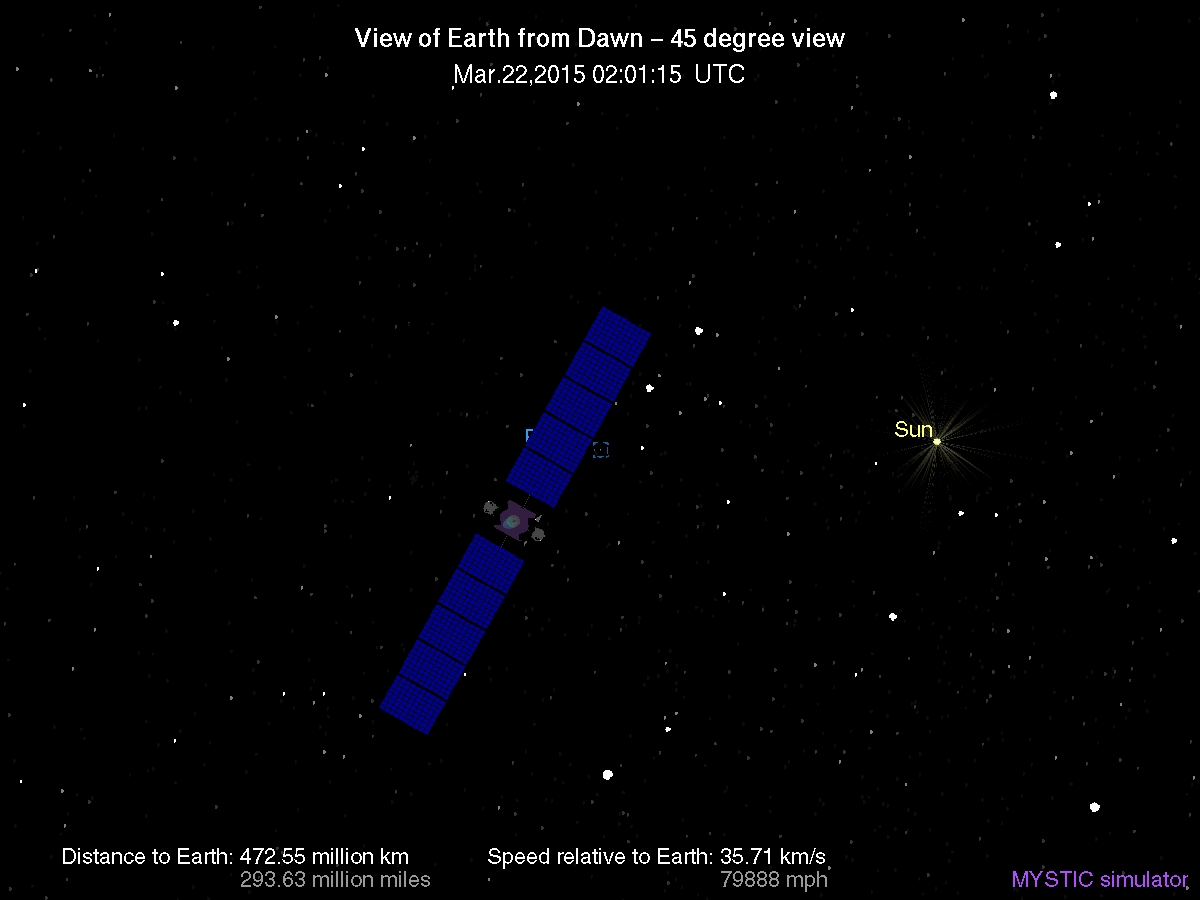 View of Earth from Dawn – 45 degree view
Mar.22,2015 02:01:15 UTC
Sun
Distance to Earth: 472.55 million km
293.63 million miles
Speed relative to Earth: 35.71 km/s
79888 mph
MYSTIC simulator